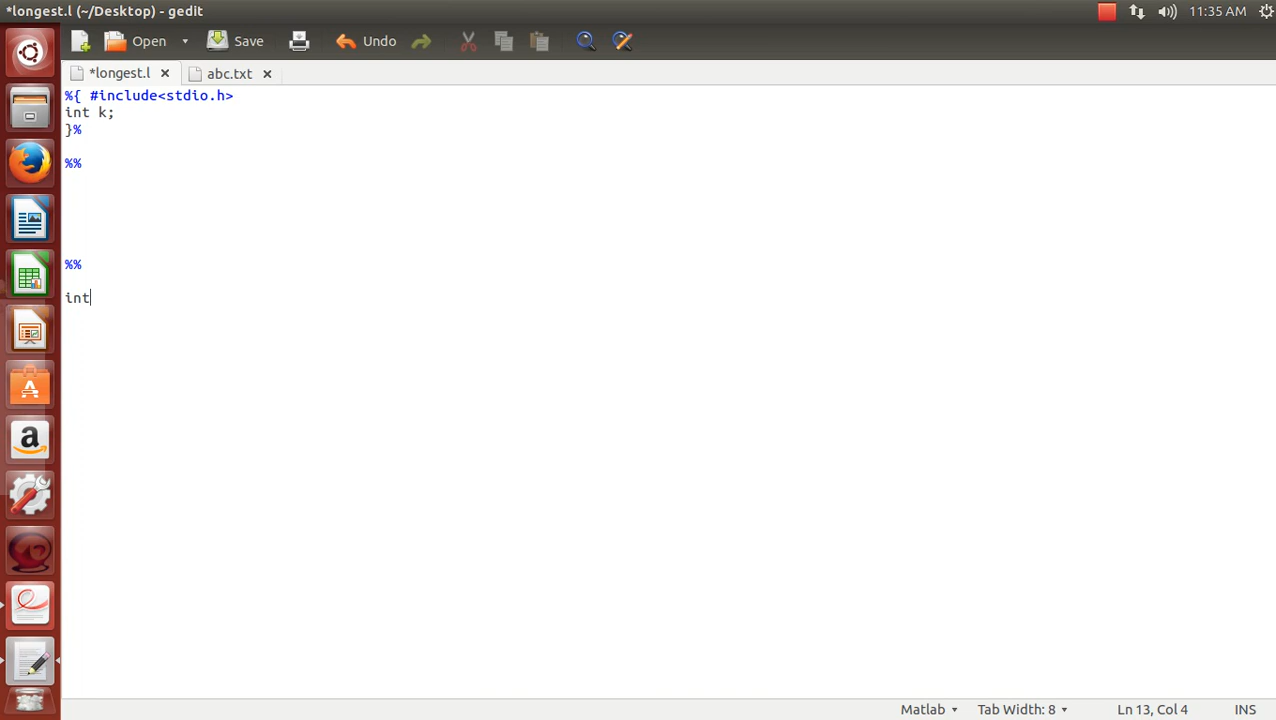 *longest.l (~/Desktop) - gedit
11:35 AM
Open
Save
Undo
*longest.l
abc.txt
%{ #include<stdio.h>
int k;
}%
%%
%%
int
Matlab
Tab Width: 8
Ln 13, Col 4
INS